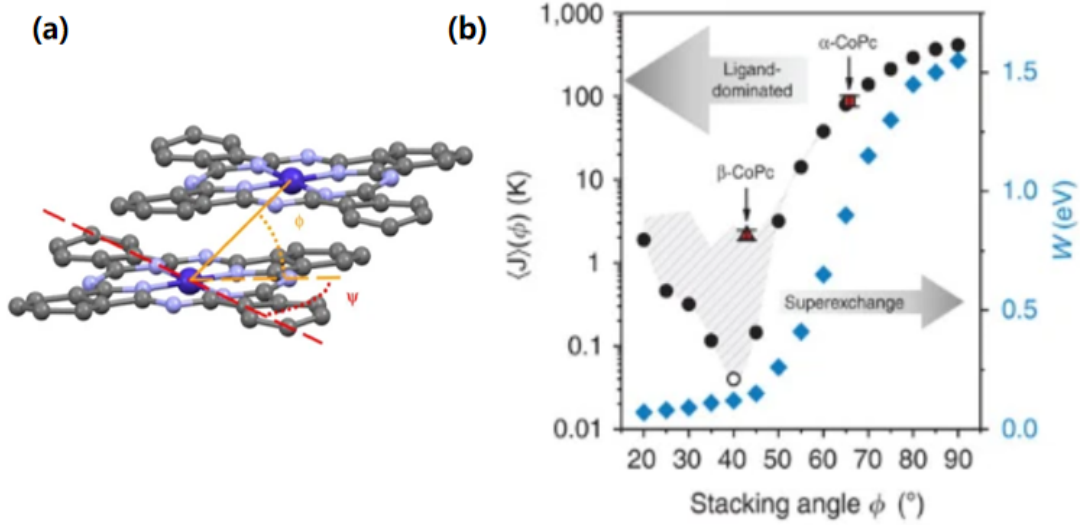 (a)
ϕ
ψ
(b)
1,000
100
10
1
0.1
0.01
⟨J⟩(ϕ) (K)
Ligand-
dominated
α-CoPc
β-CoPc
Superexchange
1.5
1.0
0.5
0.0
W (eV)
20 30 40 50 60 70 80 90
Stacking angle ϕ (°)